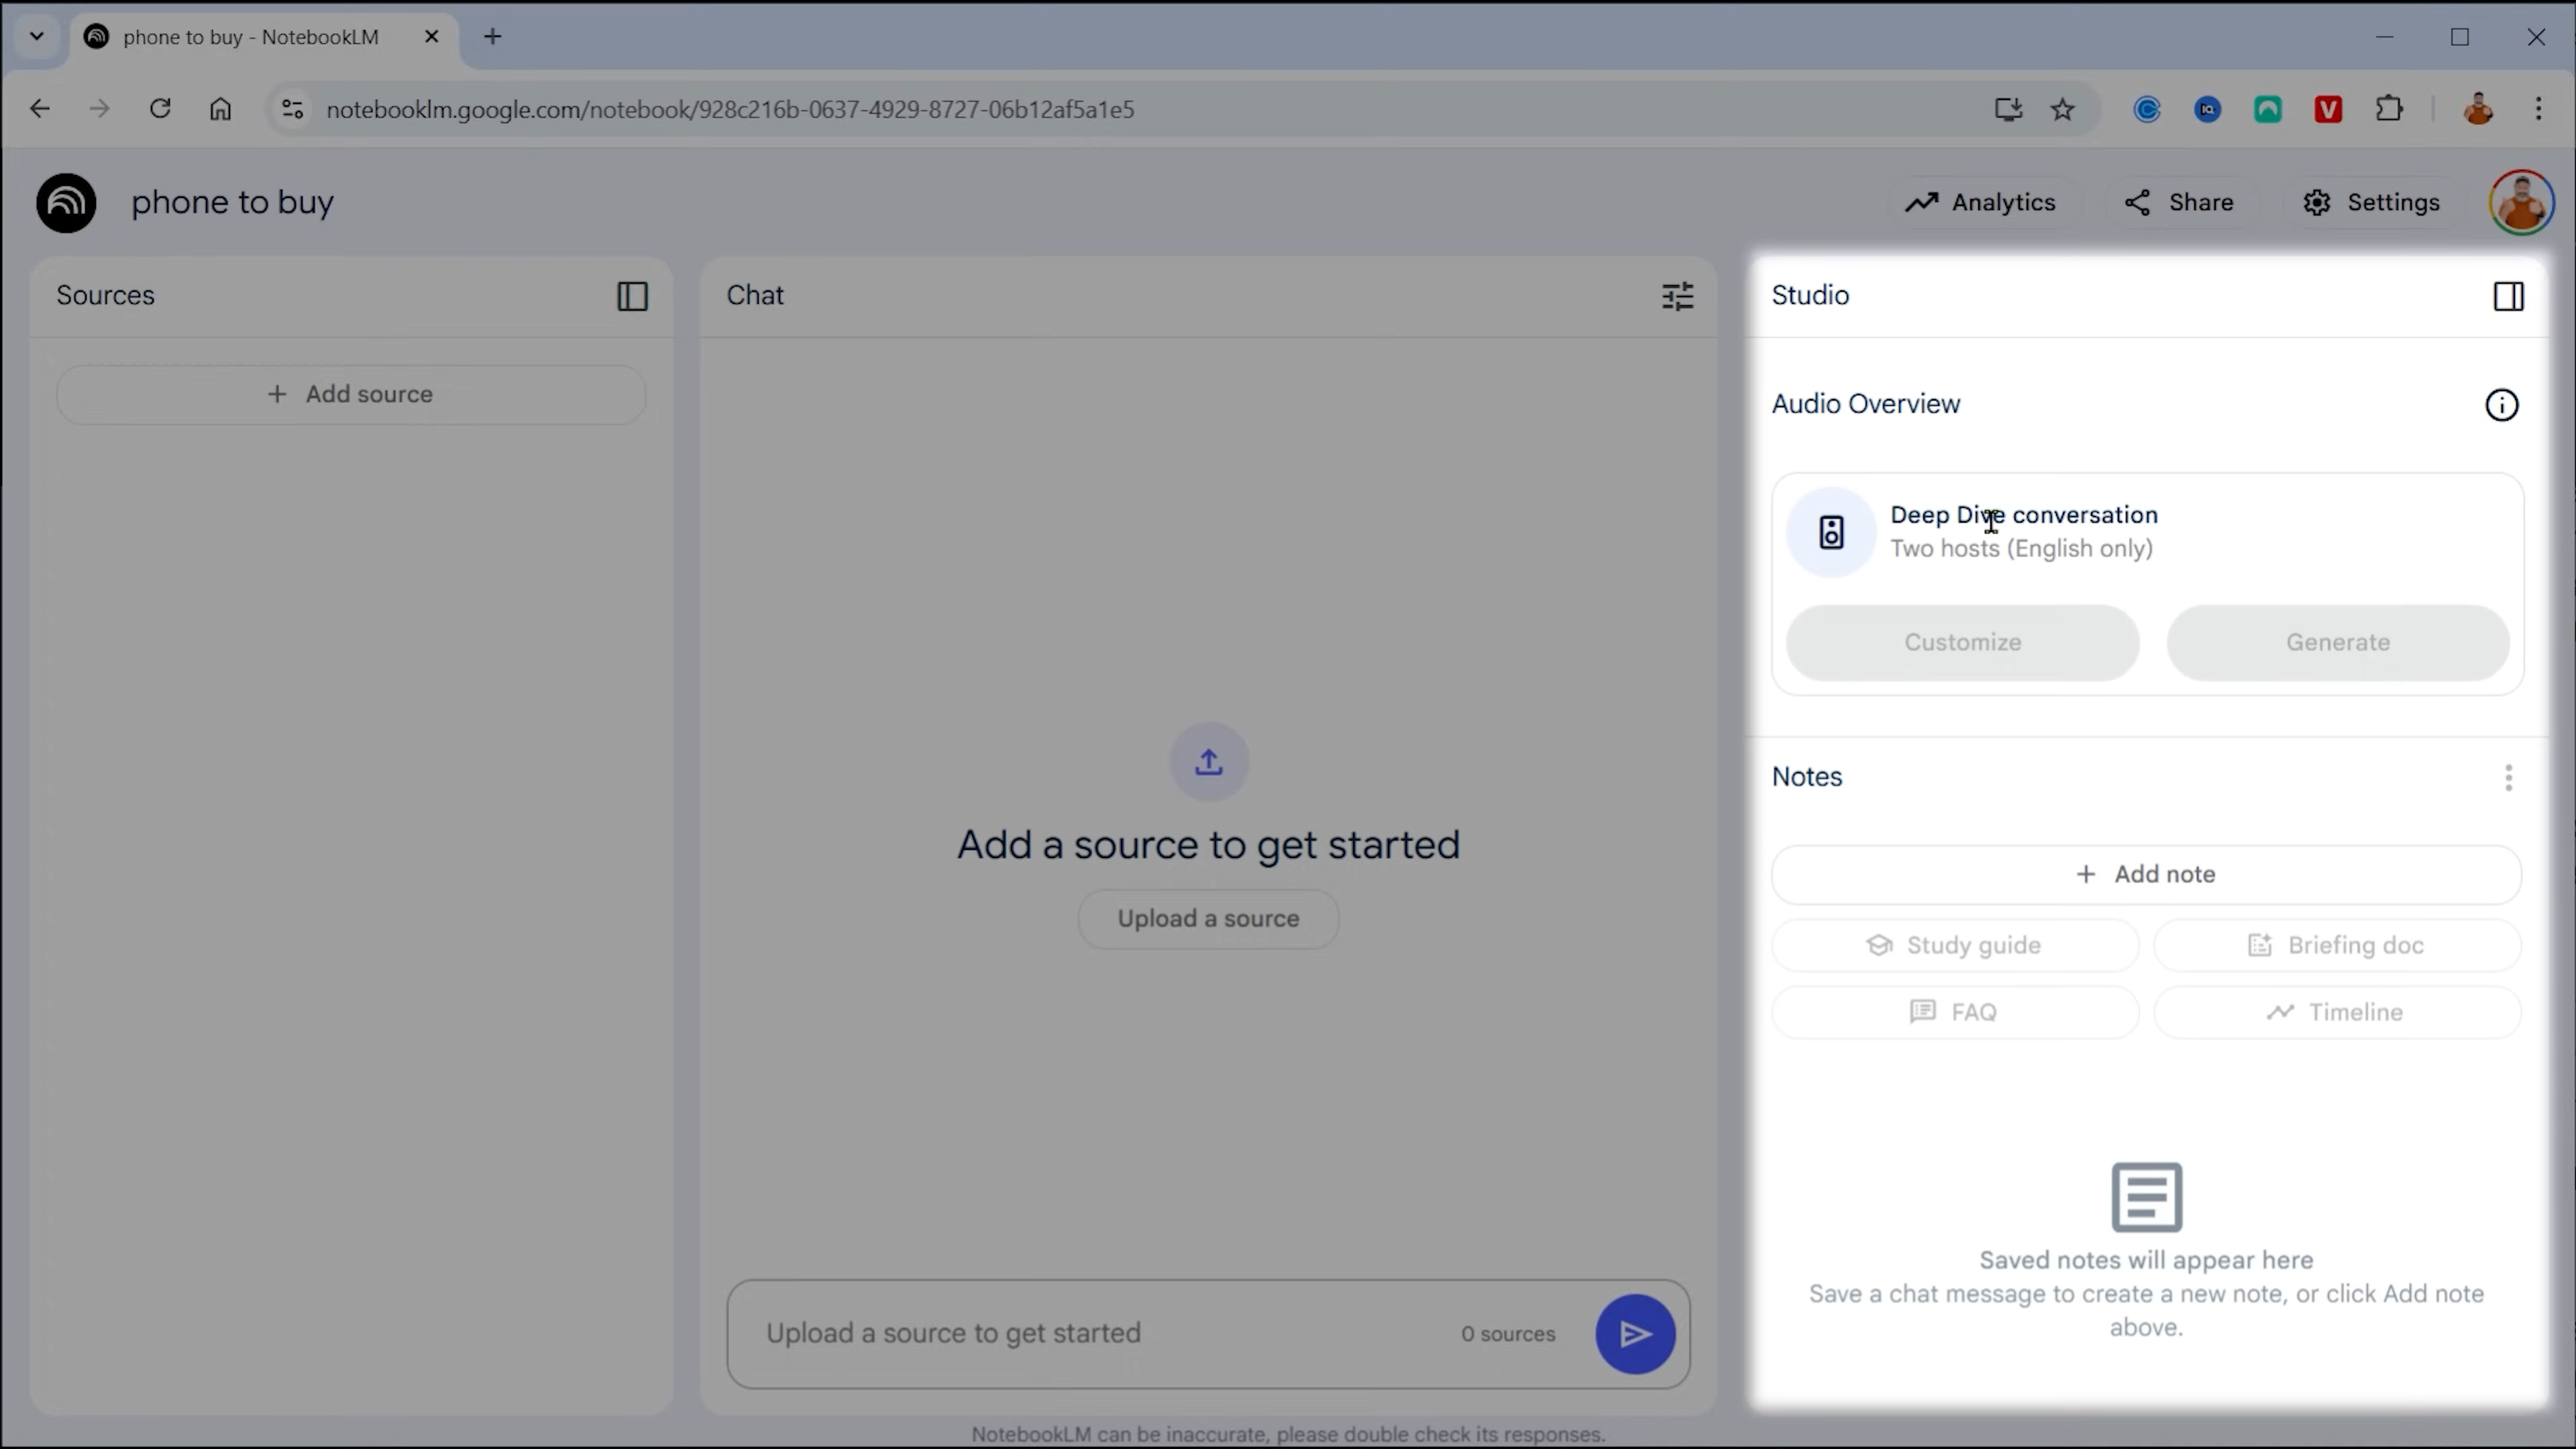 phone to buy - NotebookLM
notebooklm.google.com/notebook/928c216b-0637-4929-8727-06b12af5a1e5
phone to buy
Analytics
Share
Settings
Sources
Add source
Chat
Add a source to get started
Upload a source
Upload a source to get started
0 sources
Studio
Audio Overview
Deep Dive conversation
Two hosts (English only)
Customize
Generate
Notes
Add note
Study guide
Briefing doc
FAQ
Timeline
Saved notes will appear here
Save a chat message to create a new note, or click Add note
above.
NotebookLM can be inaccurate, please double check its responses.